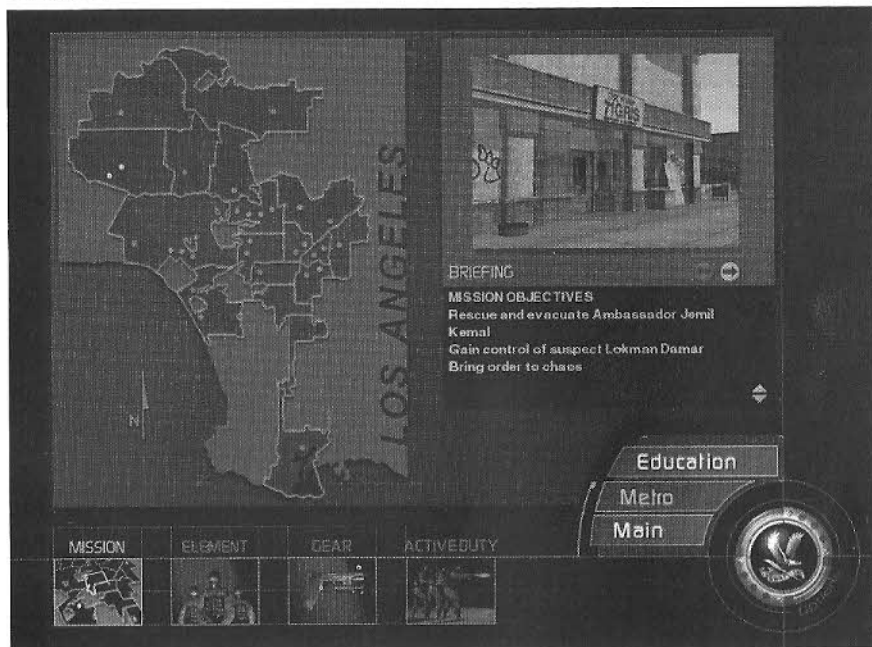 LOS ANGELES
TIGRIS
BRIEFING
MISSION OBJECTIVES
Rescue and evacuate Ambassador Jemil
Kemal
Gain control of suspect Lokman Damar
Bring order to chaos
N
Education
Metro
Main
MISSION
ELEMENT
GEAR
ACTIVE DUTY